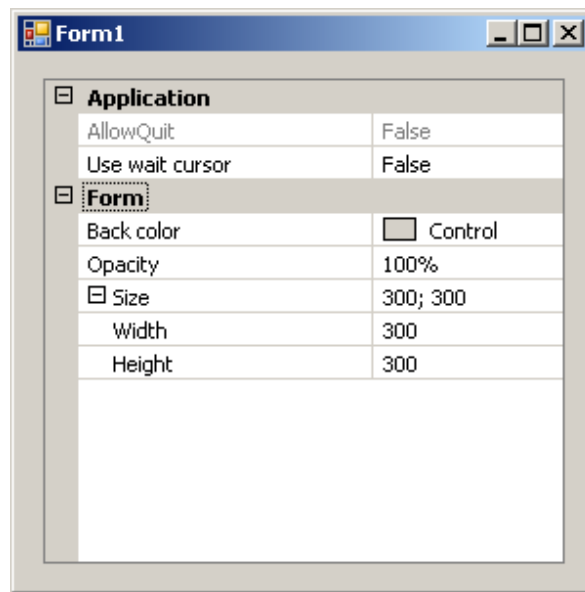 Form1
Application
AllowQuit False
Use wait cursor False
Form
Back color Control
Opacity 100%
Size 300; 300
Width 300
Height 300